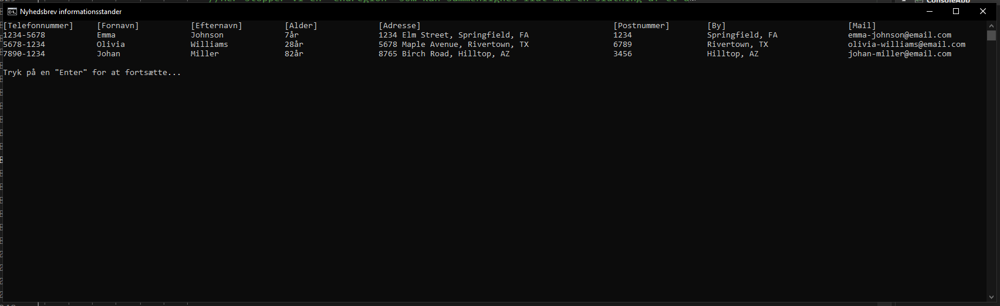 ConsoleApp
Nyhedsbrev informationsstander
[Telefonnummer] [Fornavn] [Efternavn] [Alder] [Adresse] [Postnummer] [By] [Mail]
1234-5678 Emma Johnson 7år 1234 Elm Street, Springfield, FA 1234 Springfield, FA emma-johnson@email.com
5678-1234 Olivia Williams 28år 5678 Maple Avenue, Rivertown, TX 6789 Rivertown, TX olivia-williams@email.com
7890-1234 Johan Miller 82år 8765 Birch Road, Hilltop, AZ 3456 Hilltop, AZ johan-miller@email.com
Tryk på en "Enter" for at fortsætte...